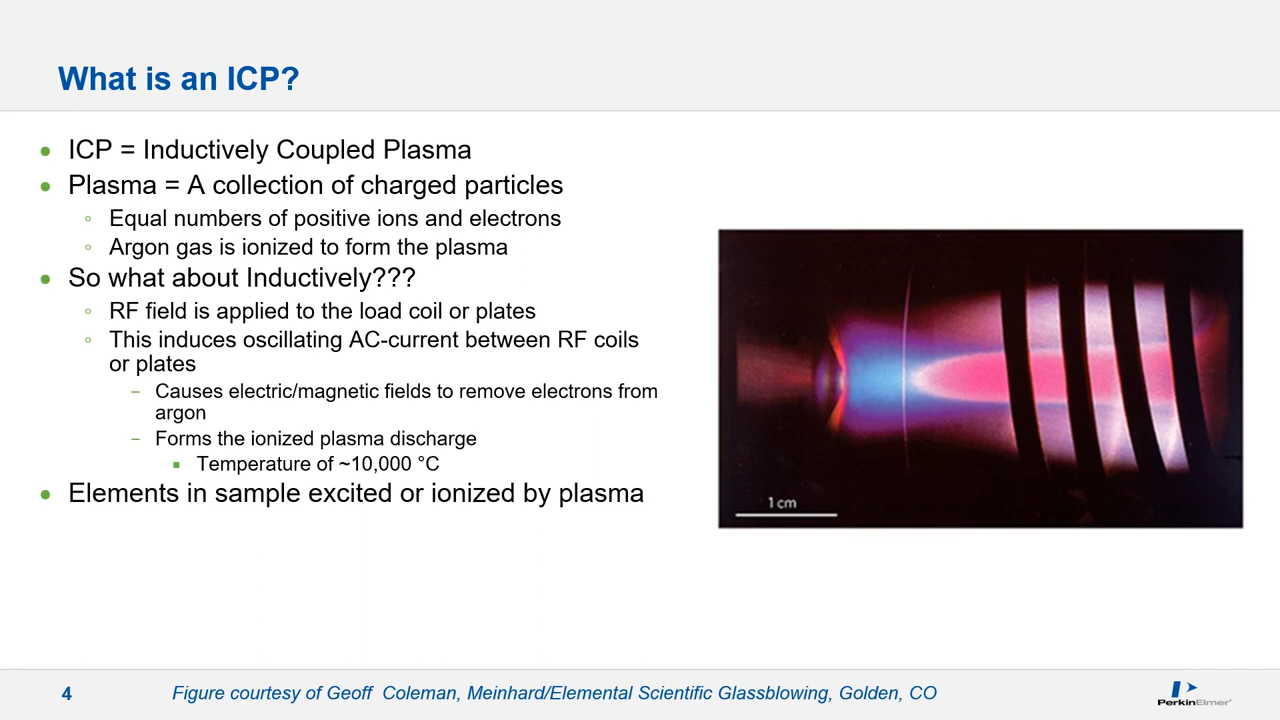 What is an ICP?
ICP = Inductively Coupled Plasma
Plasma = A collection of charged particles
Equal numbers of positive ions and electrons
Argon gas is ionized to form the plasma
So what about Inductively???
RF field is applied to the load coil or plates
This induces oscillating AC-current between RF coils
or plates
Causes electric/magnetic fields to remove electrons from
argon
Forms the ionized plasma discharge
Temperature of ~10,000 °C
Elements in sample excited or ionized by plasma
1 cm
4
Figure courtesy of Geoff Coleman, Meinhard/Elemental Scientific Glassblowing, Golden, CO
PerkinElmer